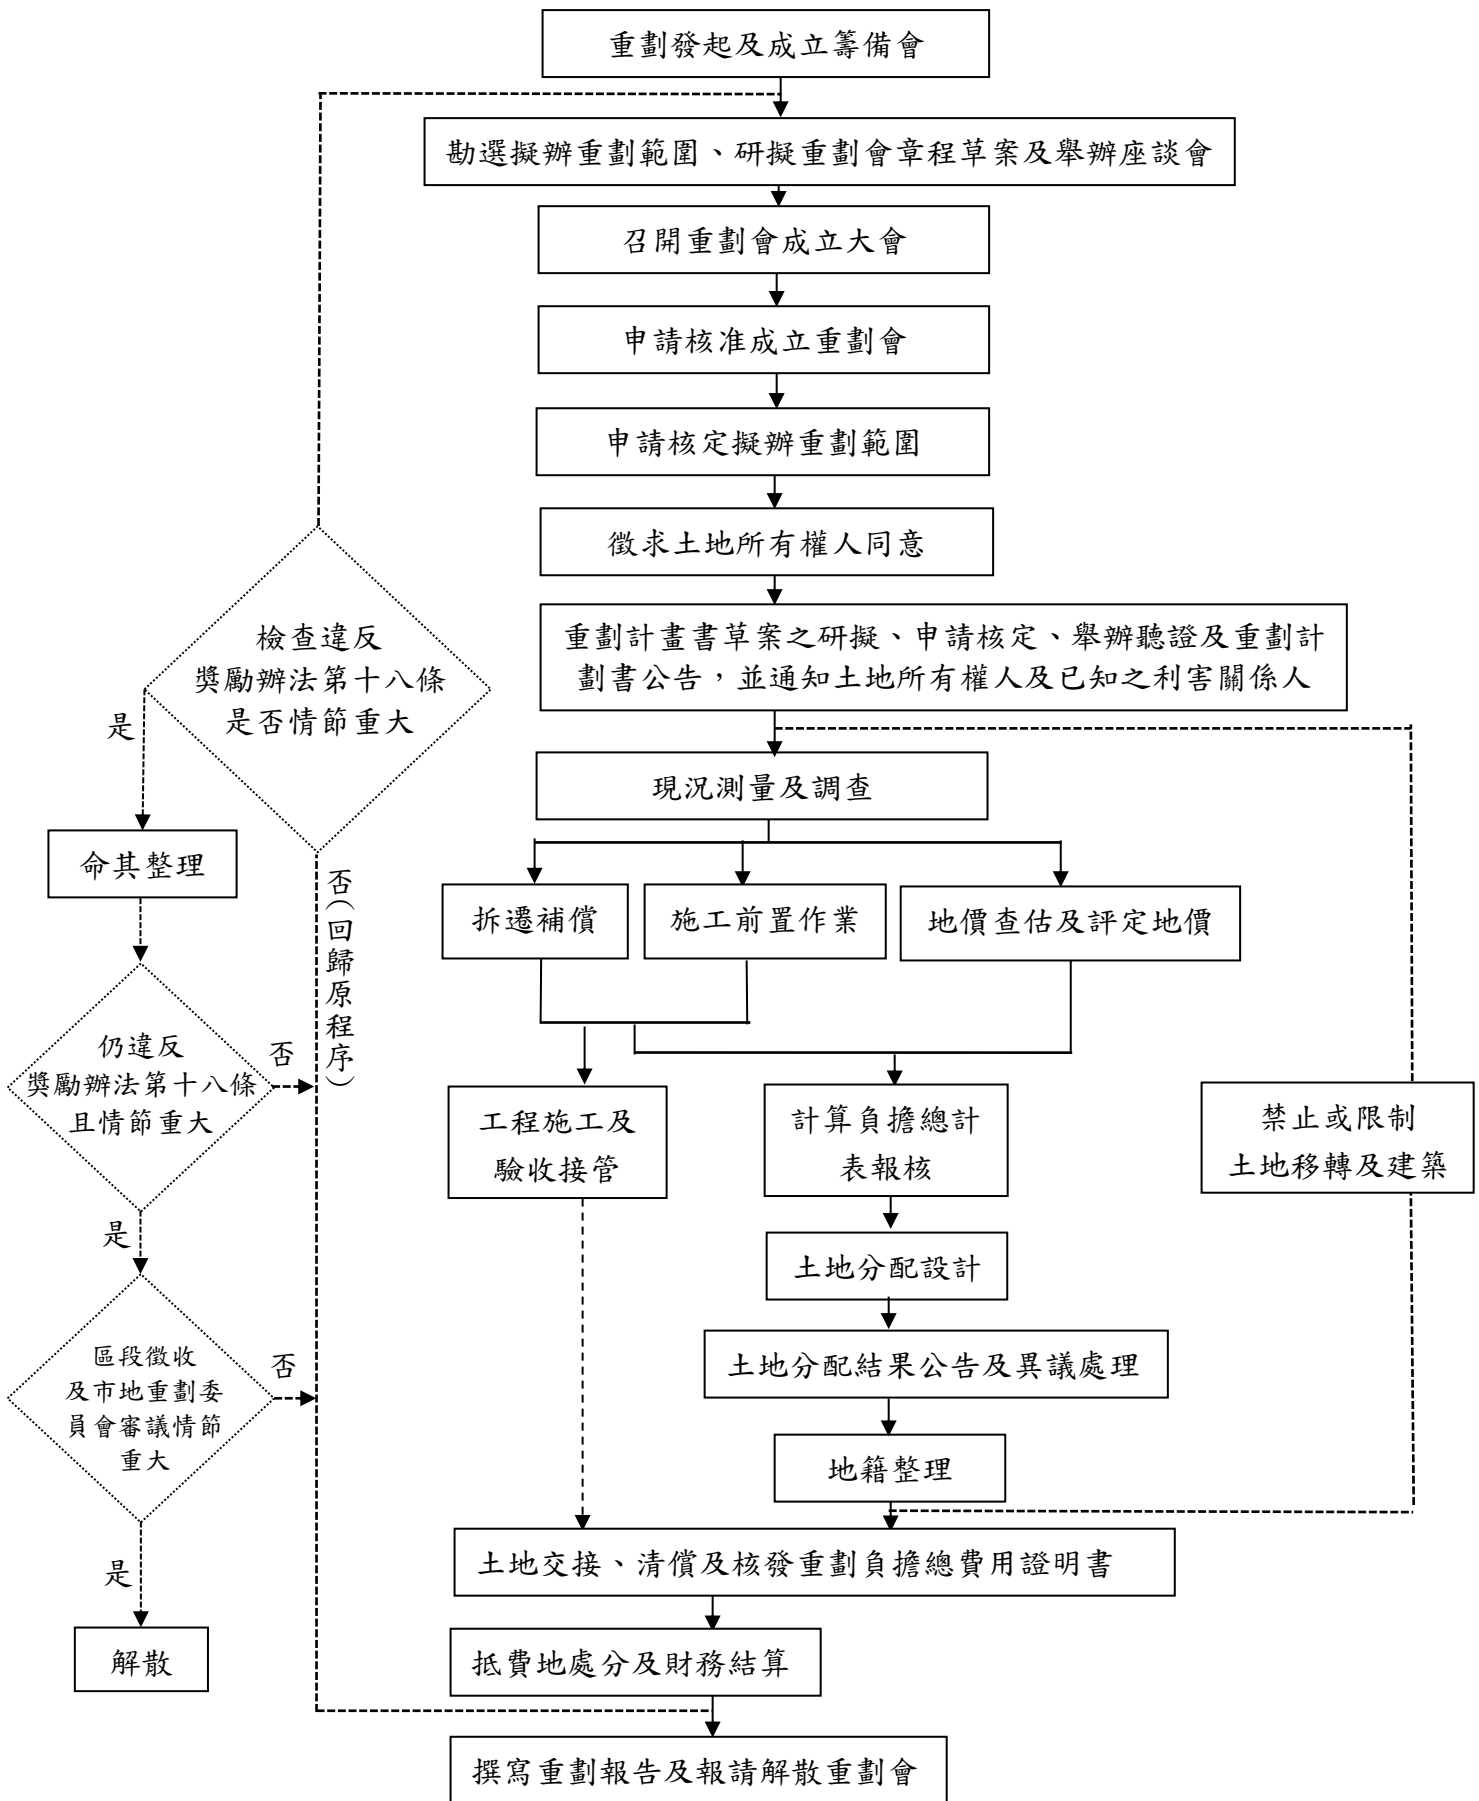 重劃發起及成立籌備會
勘選擬辦重劃範圍、研擬重劃會章程草案及舉辦座談會
召開重劃會成立大會
申請核准成立重劃會
申請核定擬辦重劃範圍
徵求土地所有權人同意
重劃計畫書草案之研擬、申請核定、舉辦聽證及重劃計
劃書公告，並通知土地所有權人及已知之利害關係人
檢查違反
獎勵辦法第十八條
是否情節重大
是
命其整理
否（回歸原程序）
仍違反
獎勵辦法第十八條
且情節重大
否
是
區段徵收
及市地重劃委
員會審議情節
重大
否
是
解散
現況測量及調查
拆遷補償
施工前置作業
地價查估及評定地價
工程施工及
驗收接管
計算負擔總計
表報核
禁止或限制
土地移轉及建築
土地分配設計
土地分配結果公告及異議處理
地籍整理
土地交接、清償及核發重劃負擔總費用證明書
抵費地處分及財務結算
撰寫重劃報告及報請解散重劃會